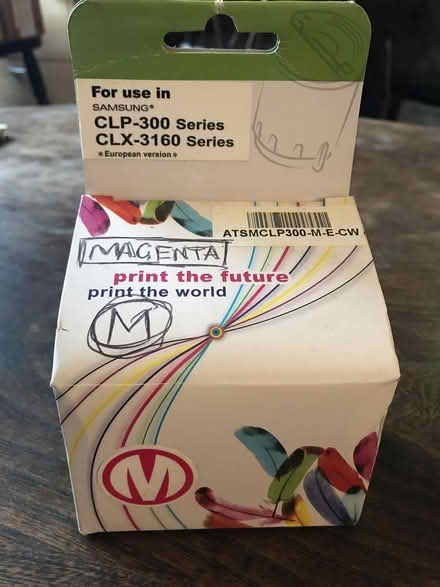 For use in
SAMSUNG*
CLP-300 Series
CLX-3160 Series
*European version*
ATSMCLP300-M-E-CW
MAGENTA
print the future
print the world
M
M